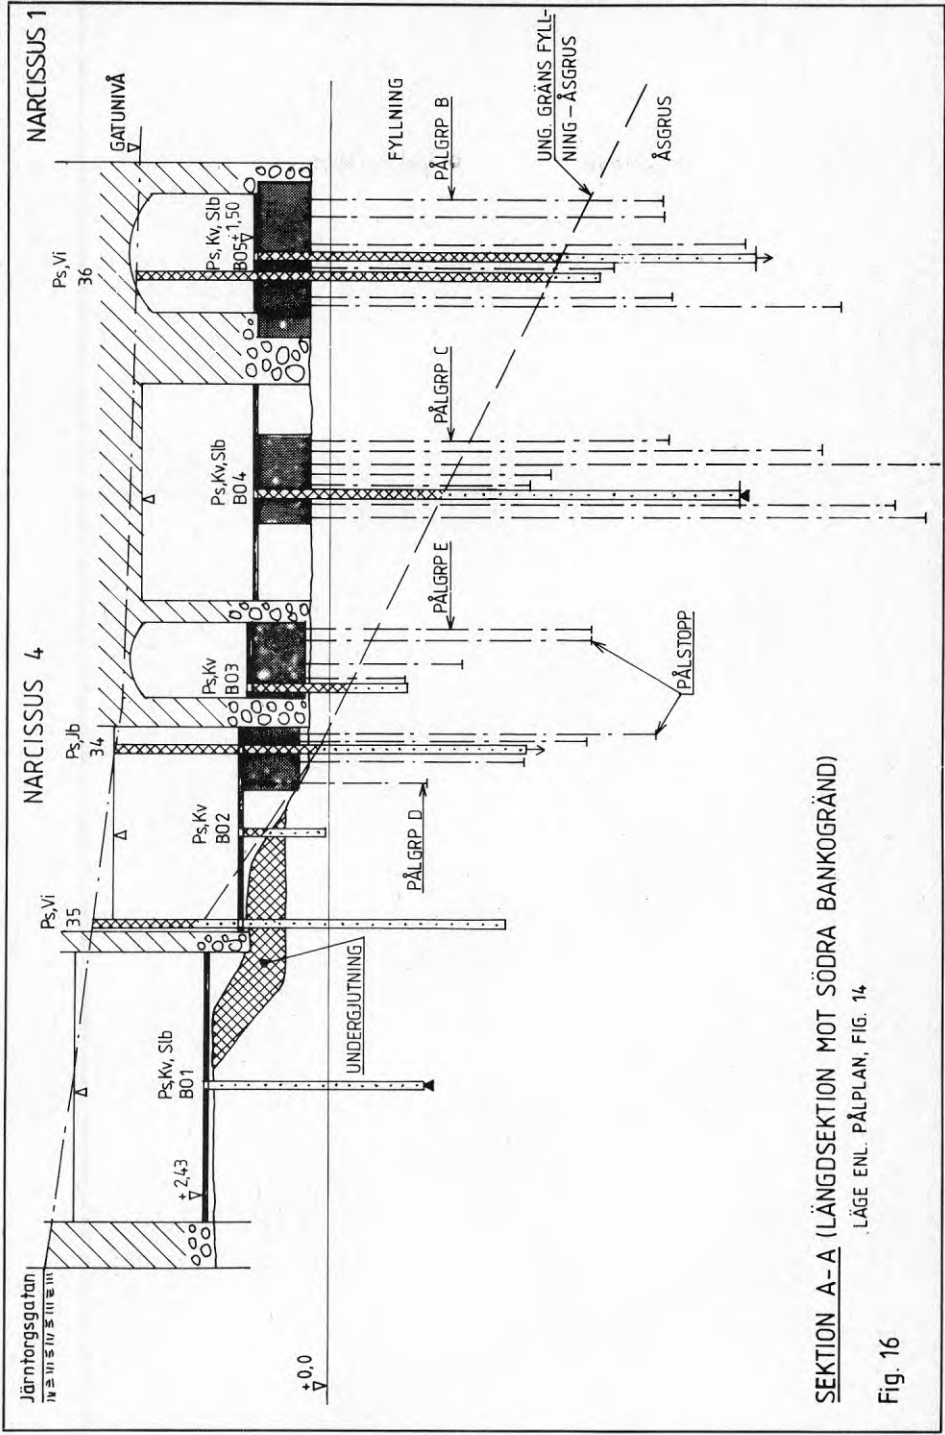 Järntorgsgatan
NARCISSUS 4
NARCISSUS 1
Ps,Vi
35
Ps,Jb
34
Ps,Vi
36
GATUNIVÅ
+2,43
Ps,Kv, Slb
B01
Ps,Kv
B02
Ps,Kv
B03
Ps,Kv,Slb
B04
Ps, Kv, Slb
B05±1,50
±0,0
UNDERGJUTNING
FYLLNING
PÅLGRP D
PÅLGRP E
PÅLGRP C
PÅLGRP B
UNG. GRÄNS FYLL-
NING – ÅSGRUS
ÅSGRUS
PÅLSTOPP
SEKTION A-A (LÄNGDSEKTION MOT SÖDRA BANKOGRÄND)
LÄGE ENL. PÅLPLAN, FIG. 14
Fig. 16